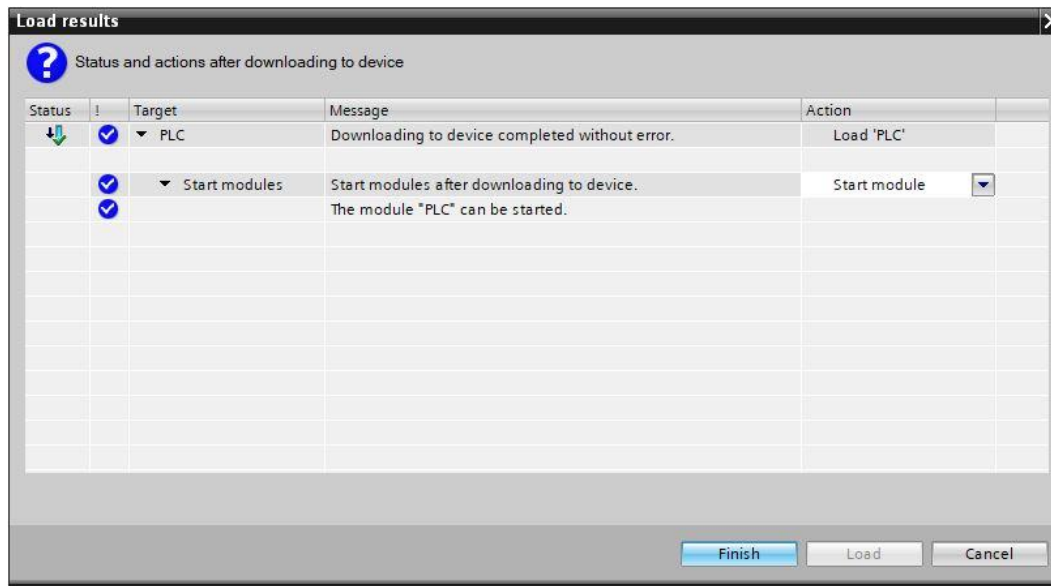 Load results
?
Status and actions after downloading to device
Status ! Target Message Action
PLC Downloading to device completed without error. Load 'PLC'
Start modules Start modules after downloading to device. Start module
The module "PLC" can be started.
Finish Load Cancel